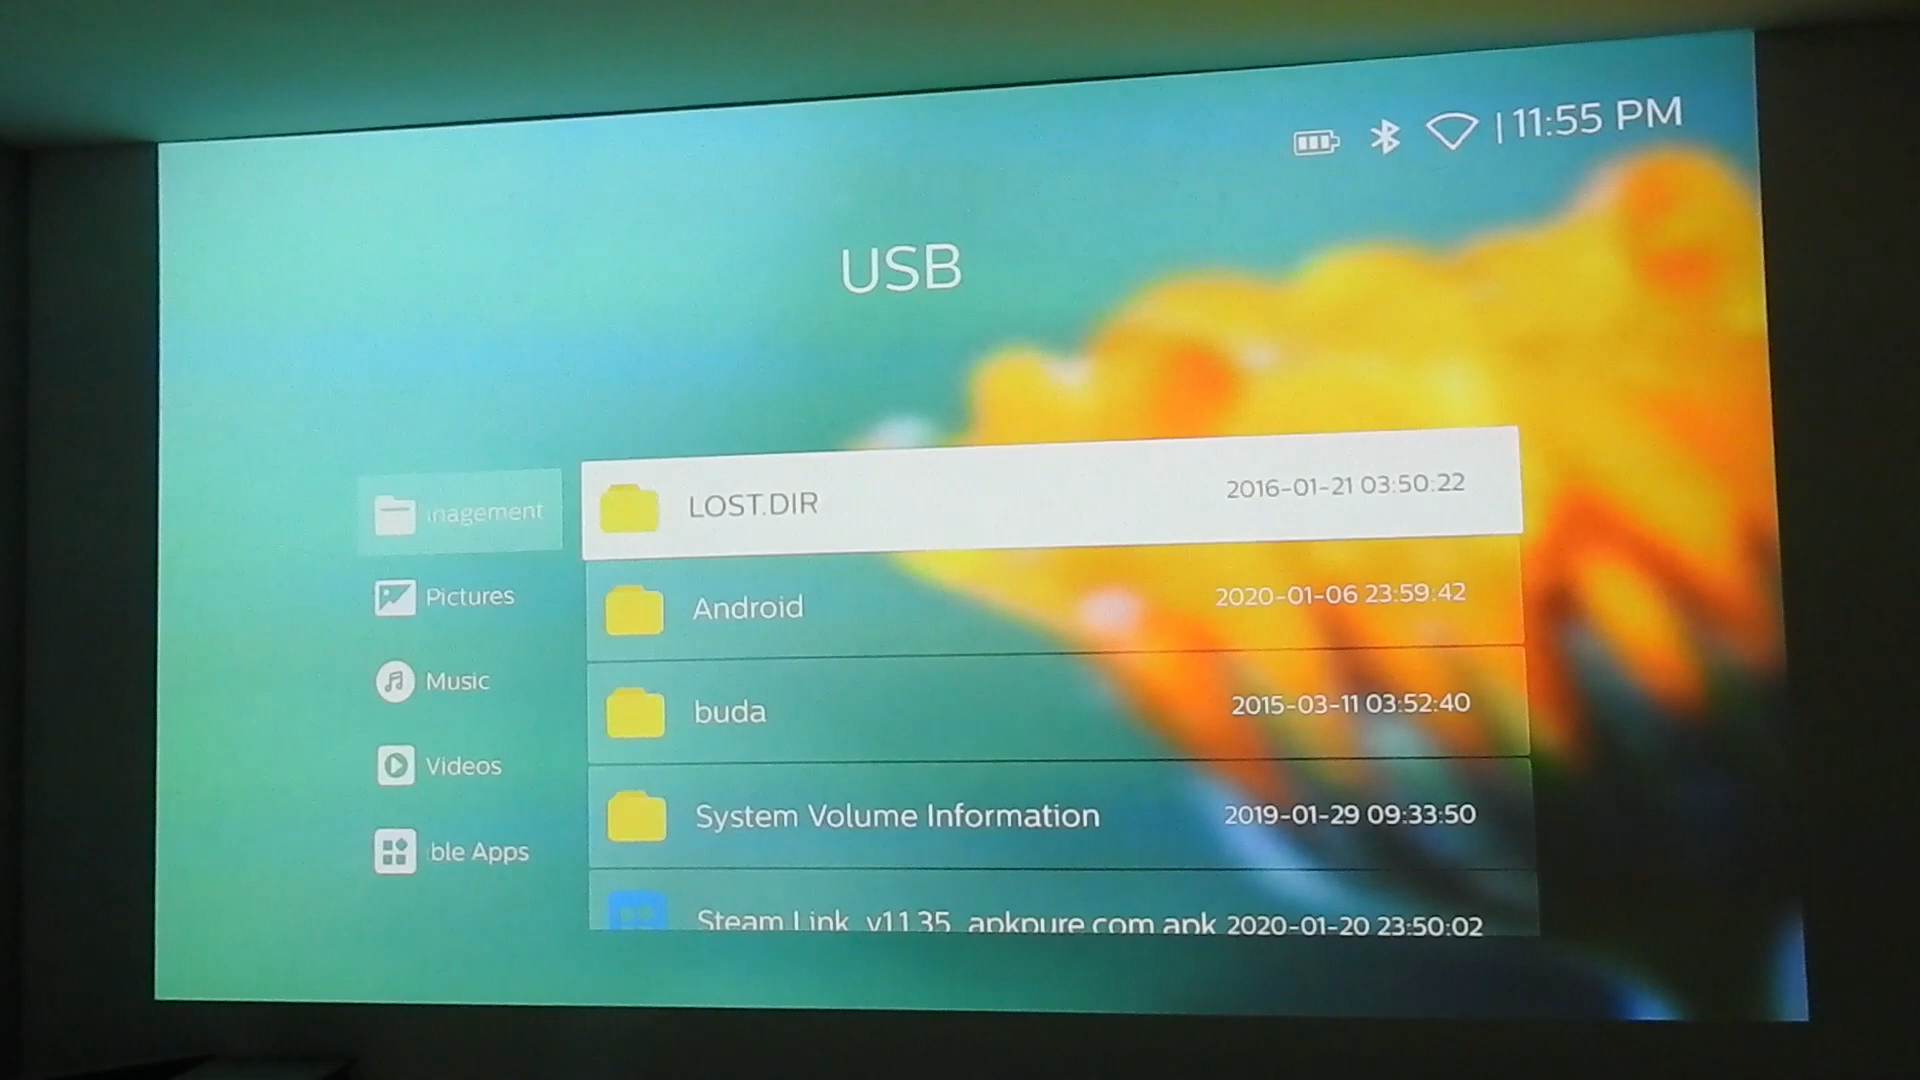 | 11:55 PM
USB
inagement
Pictures
Music
Videos
ble Apps
LOST.DIR 2016-01-21 03:50:22
Android 2020-01-06 23:59:42
buda 2015-03-11 03:52:40
System Volume Information 2019-01-29 09:33:50
Steam Link_v1.1.35_apkpure.com.apk 2020-01-20 23:50:02